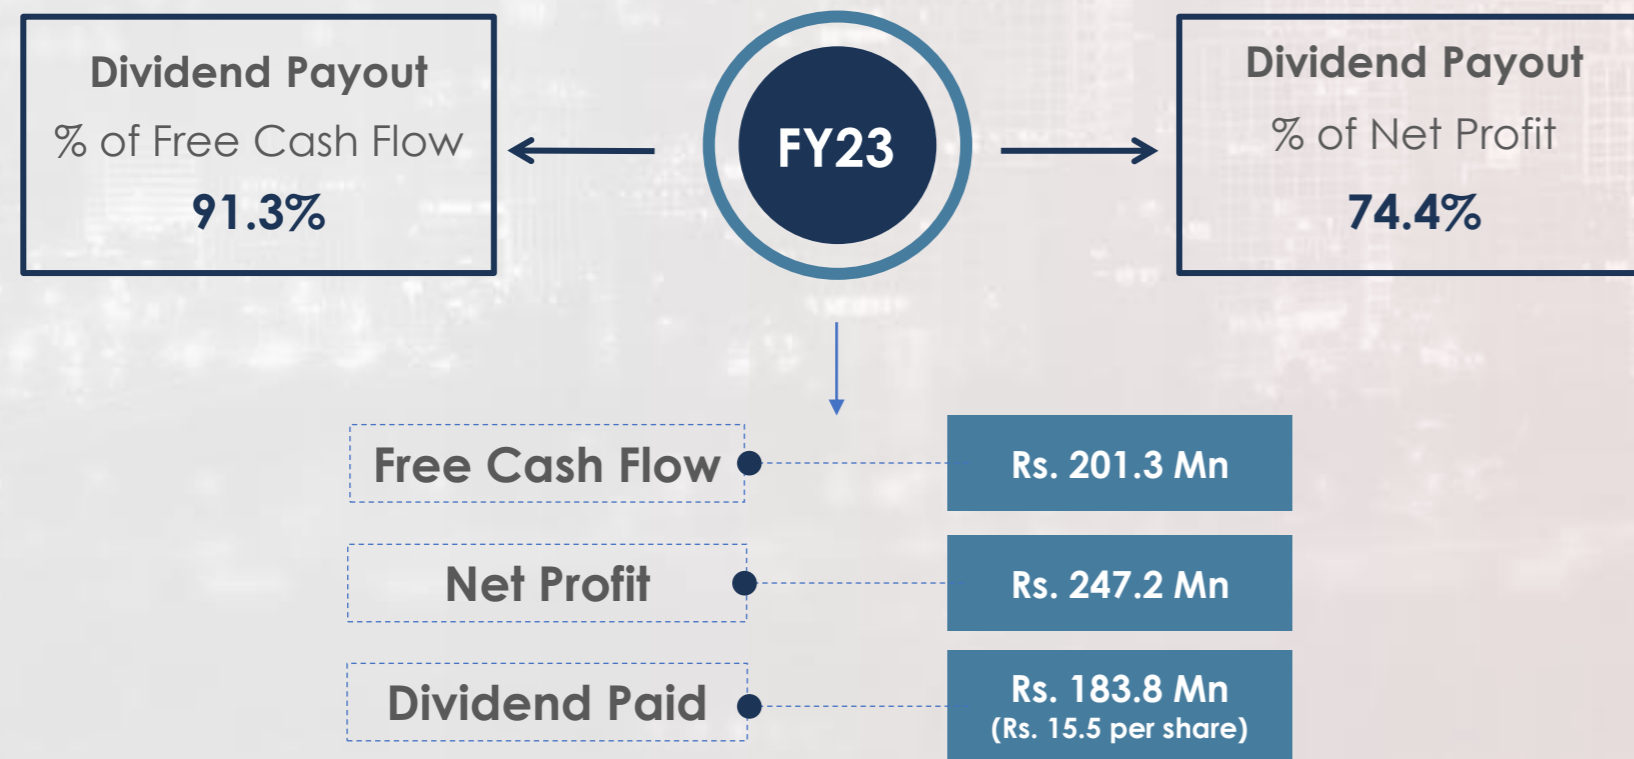 Dividend Payout
% of Free Cash Flow
91.3%
FY23
Dividend Payout
% of Net Profit
74.4%
Free Cash Flow
Rs. 201.3 Mn
Net Profit
Rs. 247.2 Mn
Dividend Paid
Rs. 183.8 Mn
(Rs. 15.5 per share)